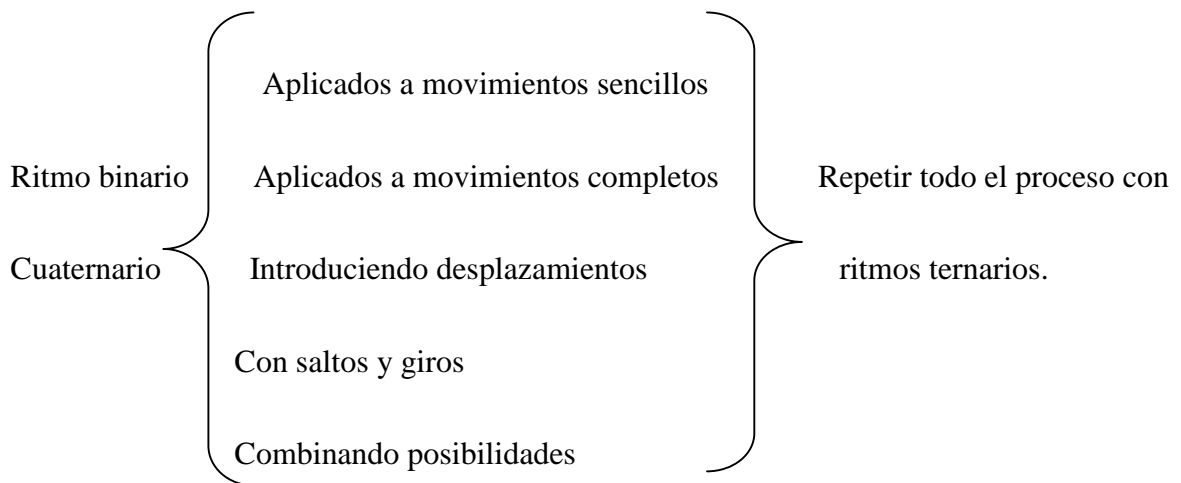 Aplicados a movimientos sencillos
Ritmo binario Aplicados a movimientos completos Repetir todo el proceso con
Cuaternario Introduciendo desplazamientos ritmos ternarios.
Con saltos y giros
Combinando posibilidades